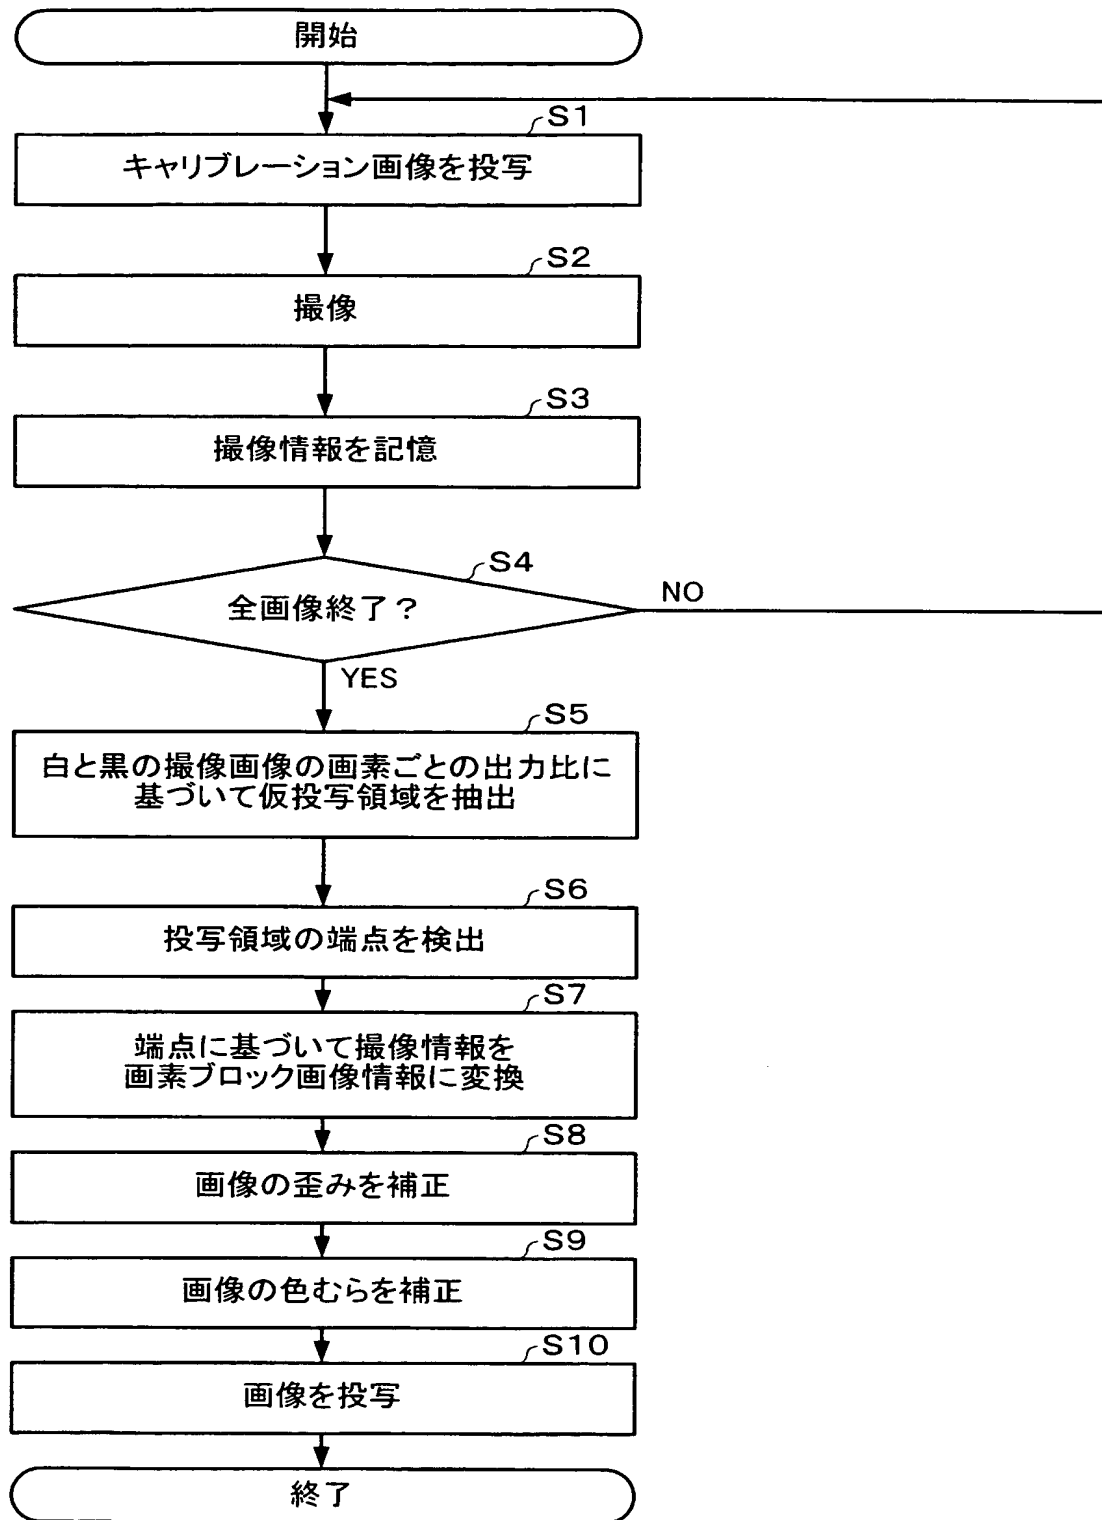 開始
S1
キャリブレーション画像を投写
S2
撮像
S3
撮像情報を記憶
S4
全画像終了?
NO
YES
S5
白と黒の撮像画像の画素ごとの出力比に
基づいて仮投写領域を抽出
S6
投写領域の端点を検出
S7
端点に基づいて撮像情報を
画素ブロック画像情報に変換
S8
画像の歪みを補正
S9
画像の色むらを補正
S10
画像を投写
終了